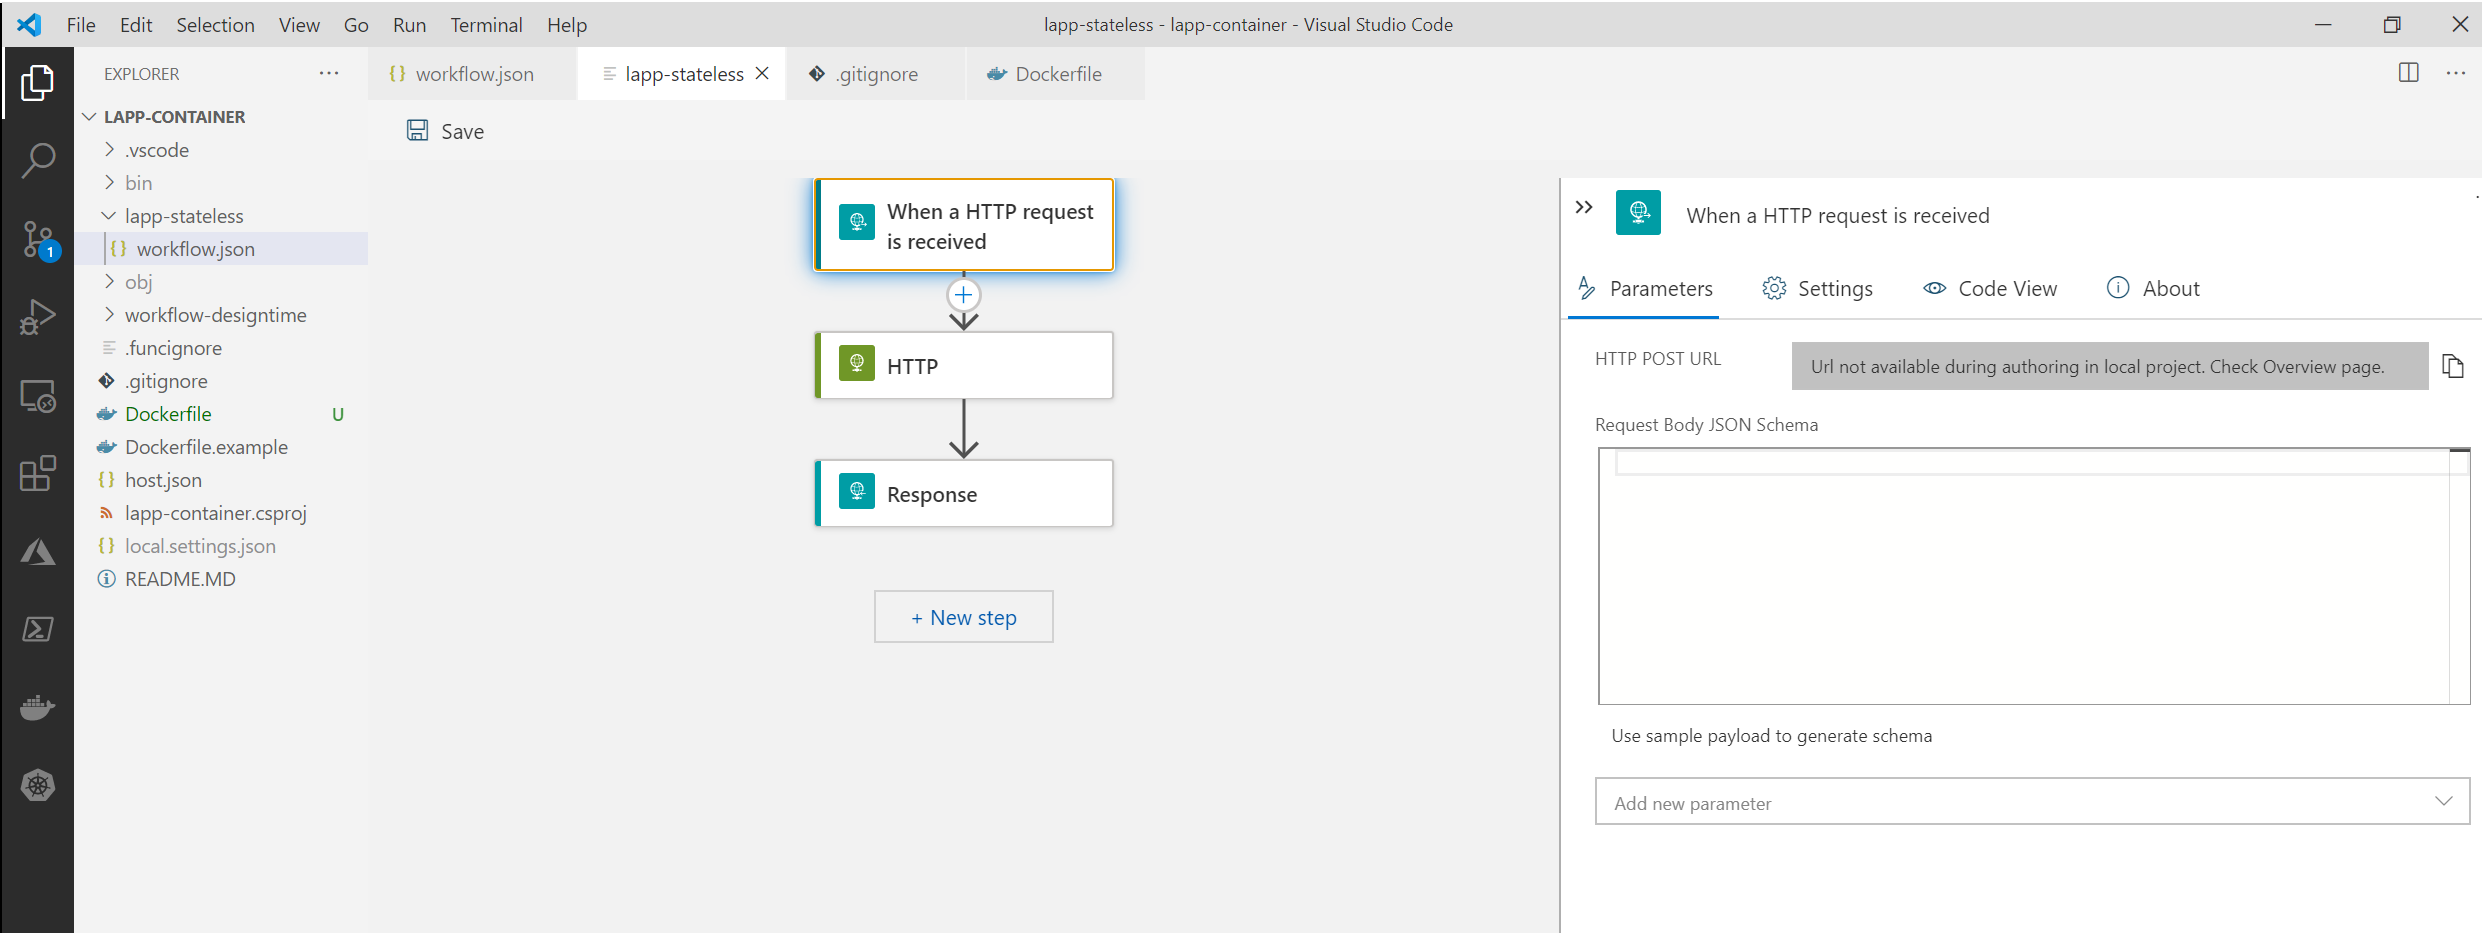 File Edit Selection View Go Run Terminal Help
lapp-stateless - lapp-container - Visual Studio Code
EXPLORER
LAPP-CONTAINER
.vscode
bin
lapp-stateless
workflow.json
obj
workflow-designtime
.funcignore
.gitignore
Dockerfile U
Dockerfile.example
host.json
lapp-container.csproj
local.settings.json
README.MD
1
workflow.json
lapp-stateless
.gitignore
Dockerfile
Save
When a HTTP request
is received
HTTP
Response
+ New step
When a HTTP request is received
Parameters
Settings
Code View
About
HTTP POST URL
Url not available during authoring in local project. Check Overview page.
Request Body JSON Schema
Use sample payload to generate schema
Add new parameter